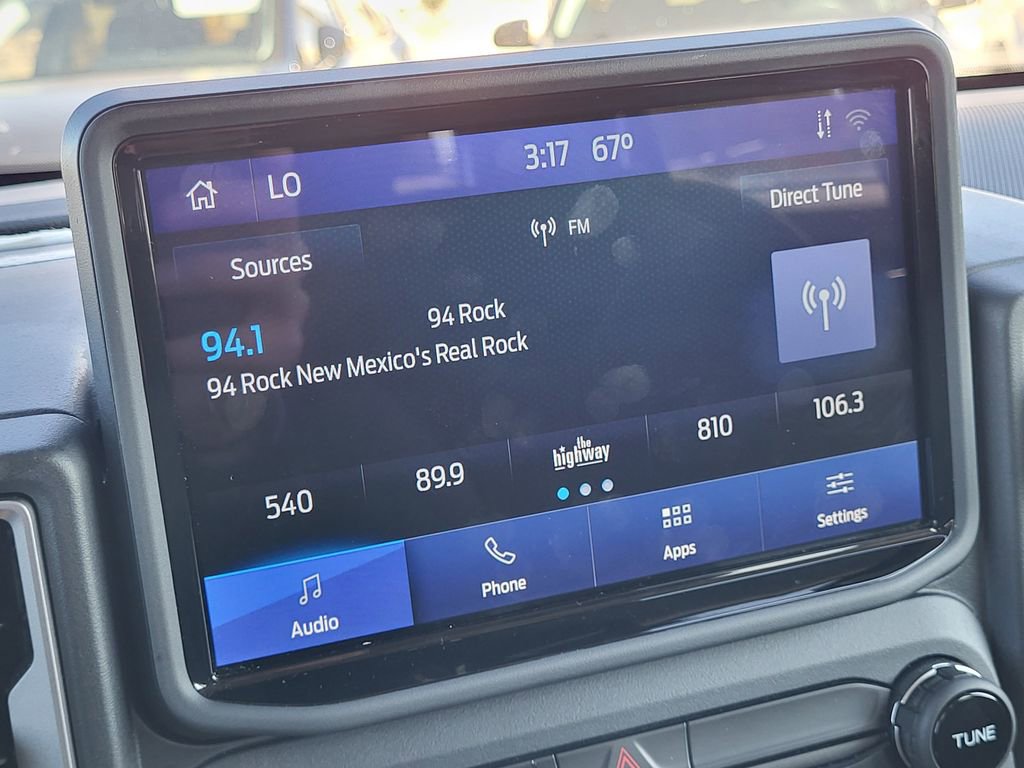 LO
3:17 67°
FM
Direct Tune
Sources
94.1
94 Rock
94 Rock New Mexico's Real Rock
540
89.9
the
highway
810
106.3
Audio
Phone
Apps
Settings
TUNE